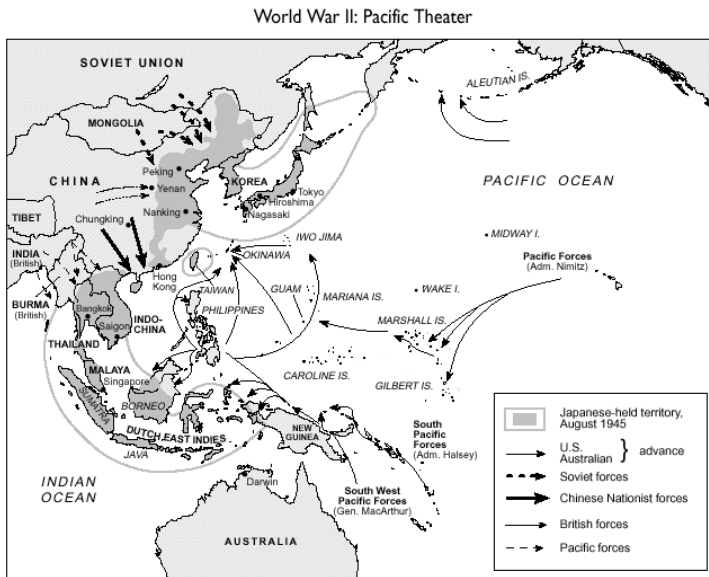 World War II: Pacific Theater
SOVIET UNION
ALEUTIAN IS.
MONGOLIA
Peking
CHINA
Yenan
KOREA
Tokyo
Hiroshima
Nagasaki
PACIFIC OCEAN
TIBET
Chungking
Nanking
IWO JIMA
MIDWAY I.
OKINAWA
INDIA
(British)
Hong
Kong
TAIWAN
GUAM
MARIANA IS.
WAKE I.
Pacific Forces
(Adm. Nimitz)
BURMA
(British)
Bangkok
INDO-
CHINA
PHILIPPINES
MARSHALL IS.
Saigon
THAILAND
MALAYA
Singapore
CAROLINE IS.
GILBERT IS.
SUMATRA
BORNEO
DUTCH EAST INDIES
JAVA
NEW
GUINEA
South
Pacific
Forces
(Adm. Halsey)
INDIAN
OCEAN
Darwin
South West
Pacific Forces
(Gen. MacArthur)
AUSTRALIA
Japanese-held territory,
August 1945
U.S.
Australian } advance
Soviet forces
Chinese Nationist forces
British forces
Pacific forces